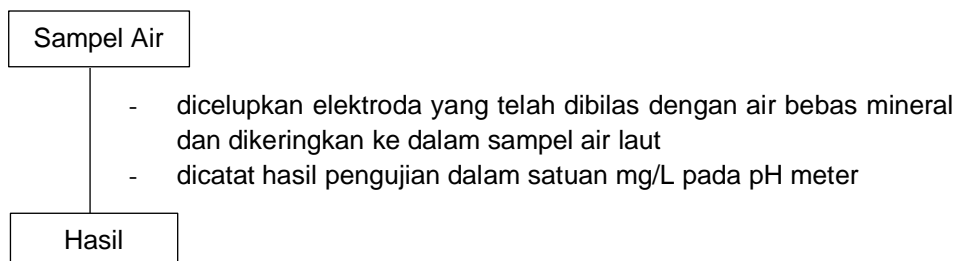 Sampel Air
- dicelupkan elektroda yang telah dibilas dengan air bebas mineral
dan dikeringkan ke dalam sampel air laut
- dicatat hasil pengujian dalam satuan mg/L pada pH meter
Hasil